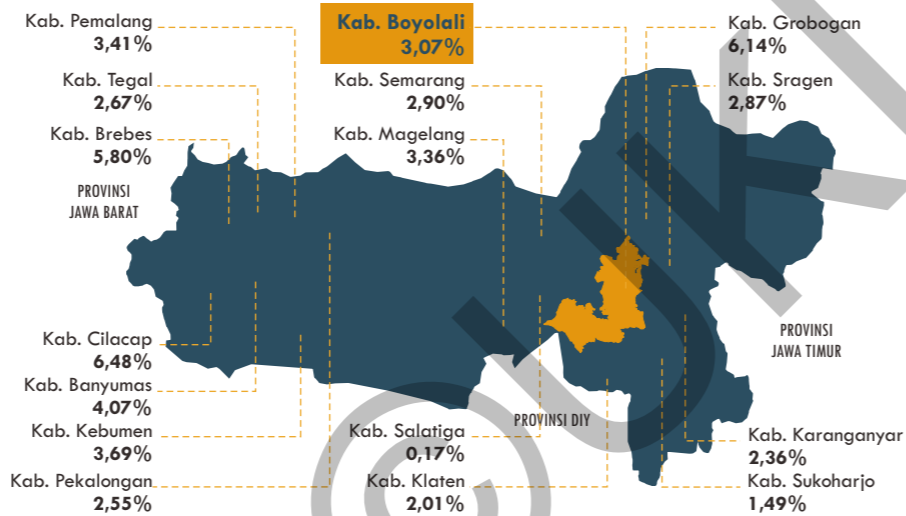 Kab. Pemalang
3,41%
Kab. Boyolali
3,07%
Kab. Grobogan
6,14%
Kab. Tegal
2,67%
Kab. Semarang
2,90%
Kab. Sragen
2,87%
Kab. Brebes
5,80%
Kab. Magelang
3,36%
PROVINSI
JAWA BARAT
PROVINSI
JAWA TIMUR
Kab. Cilacap
6,48%
Kab. Banyumas
4,07%
Kab. Kebumen
3,69%
Kab. Pekalongan
2,55%
PROVINSI DIY
Kab. Salatiga
0,17%
Kab. Klaten
2,01%
Kab. Karanganyar
2,36%
Kab. Sukoharjo
1,49%